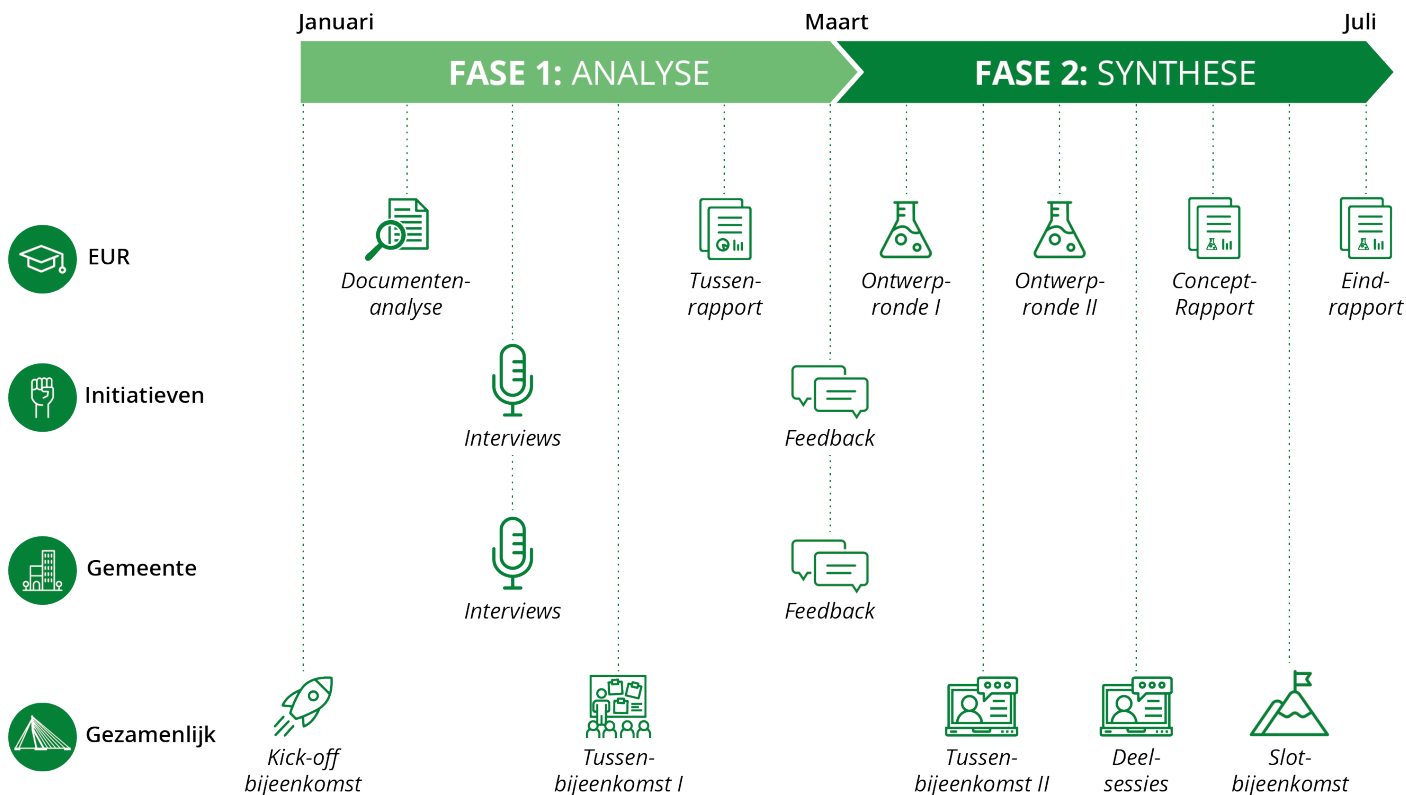 Januari
Maart
Juli
FASE 1: ANALYSE
FASE 2: SYNTHESE
EUR
Documenten-
analyse
Tussen-
rapport
Ontwerp-
ronde I
Ontwerp-
ronde II
Concept-
Rapport
Eind-
rapport
Initiatieven
Interviews
Feedback
Gemeente
Interviews
Feedback
Gezamenlijk
Kick-off
bijeenkomst
Tussen-
bijeenkomst I
Tussen-
bijeenkomst II
Deel-
sessies
Slot-
bijeenkomst